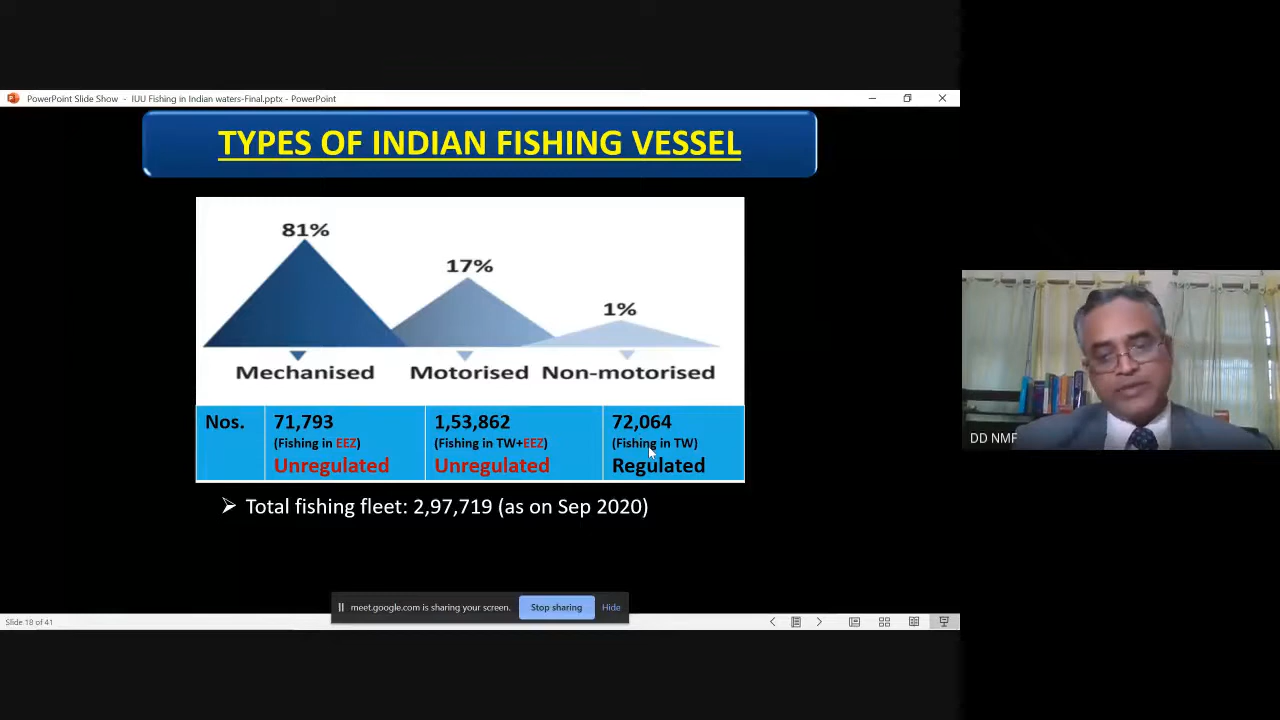 PowerPoint Slide Show - IUU Fishing in Indian waters-Final.pptx - PowerPoint
TYPES OF INDIAN FISHING VESSEL
81%
17%
1%
Mechanised Motorised Non-motorised
Nos. 71,793 1,53,862 72,064
(Fishing in EEZ) (Fishing in TW+EEZ) (Fishing in TW)
Unregulated Unregulated Regulated
Total fishing fleet: 2,97,719 (as on Sep 2020)
DD NMF
meet.google.com is sharing your screen. Stop sharing Hide
Slide 18 of 41